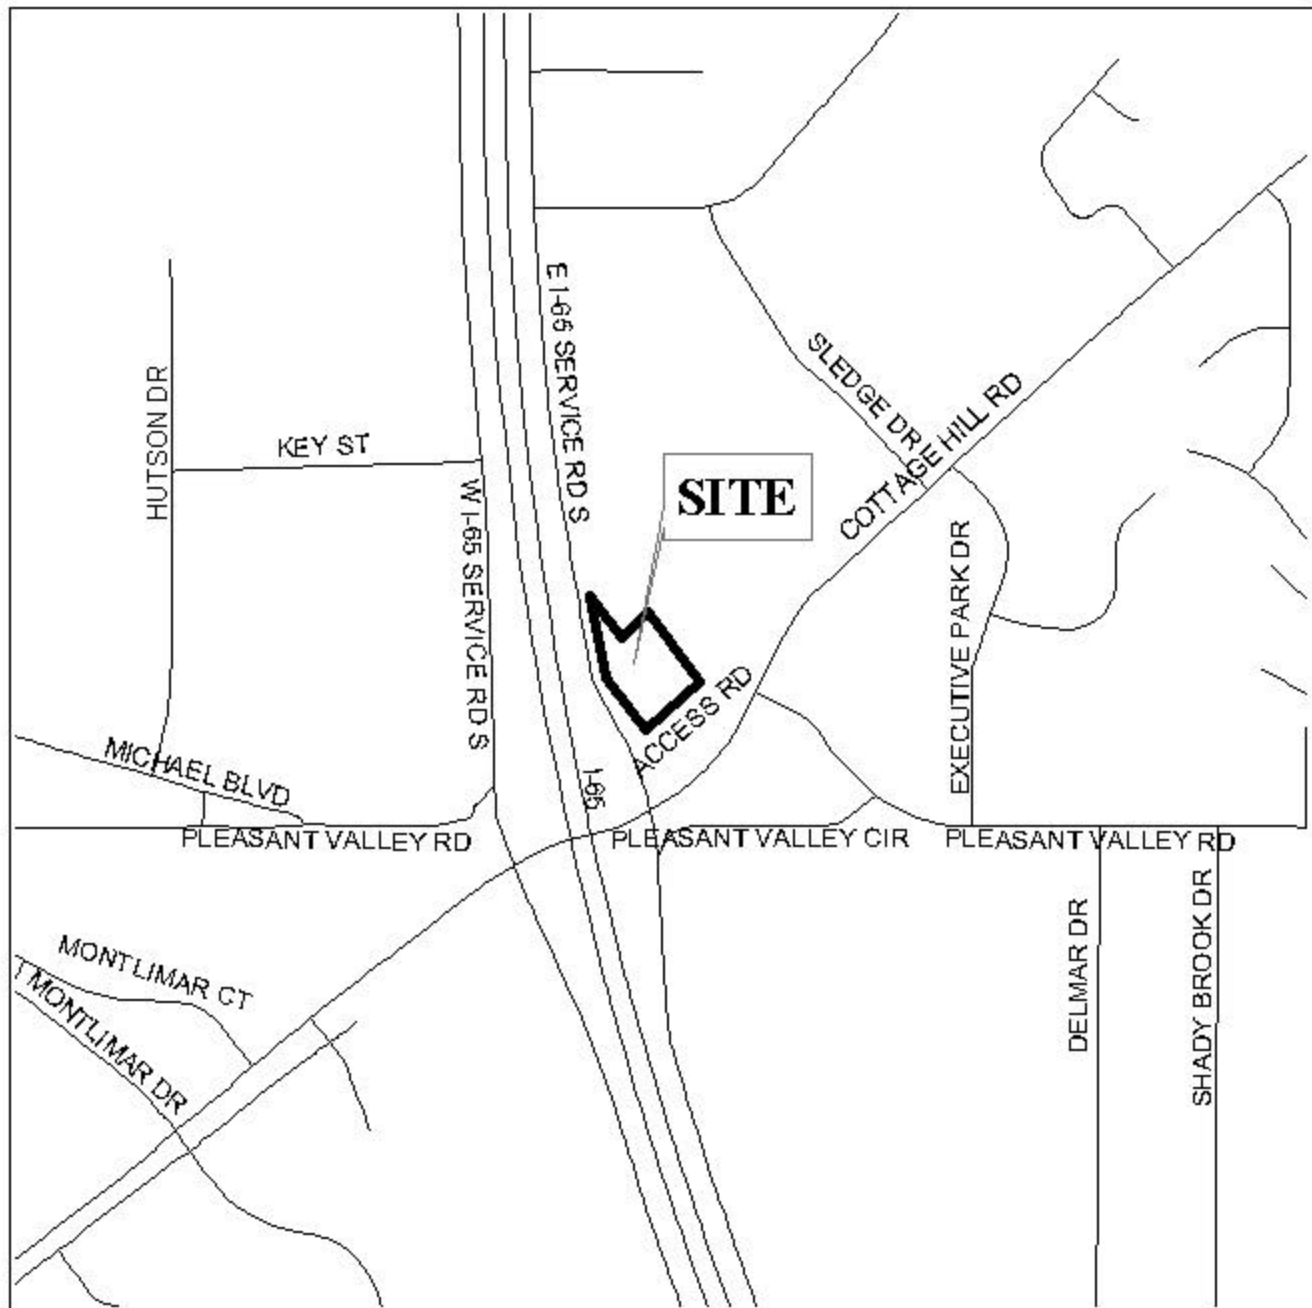 E I-65 SERVICE RD S
SLEDGE DR
HUTSON DR
KEY ST
COTTAGE HILL RD
W I-65 SERVICE RD S
SITE
EXECUTIVE PARK DR
ACCESS RD
MICHAEL BLVD
I-65
PLEASANT VALLEY RD
PLEASANT VALLEY CIR
PLEASANT VALLEY RD
DELMAR DR
SHADY BROOK DR
MONTLIMAR CT
MONTLIMAR DR